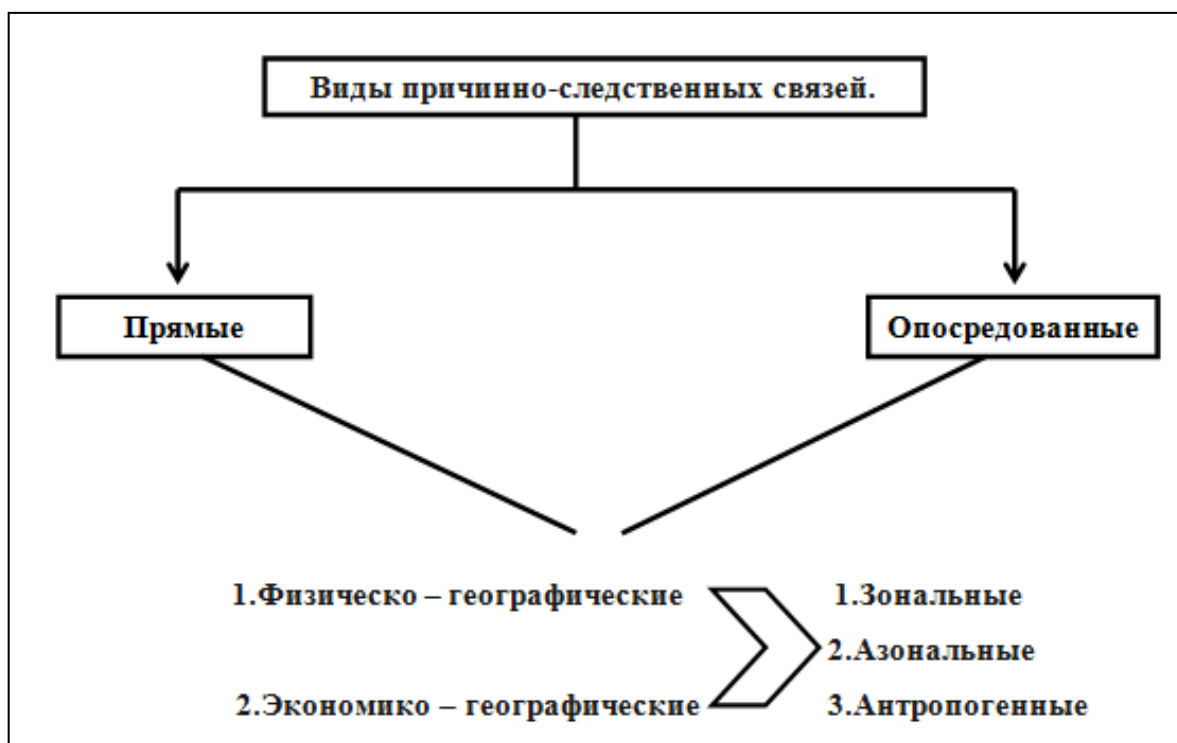 Виды причинно-следственных связей.
Прямые
Опосредованные
1.Физическо – географические
1.Зональные
2.Азональные
2.Экономико – географические
3.Антропогенные